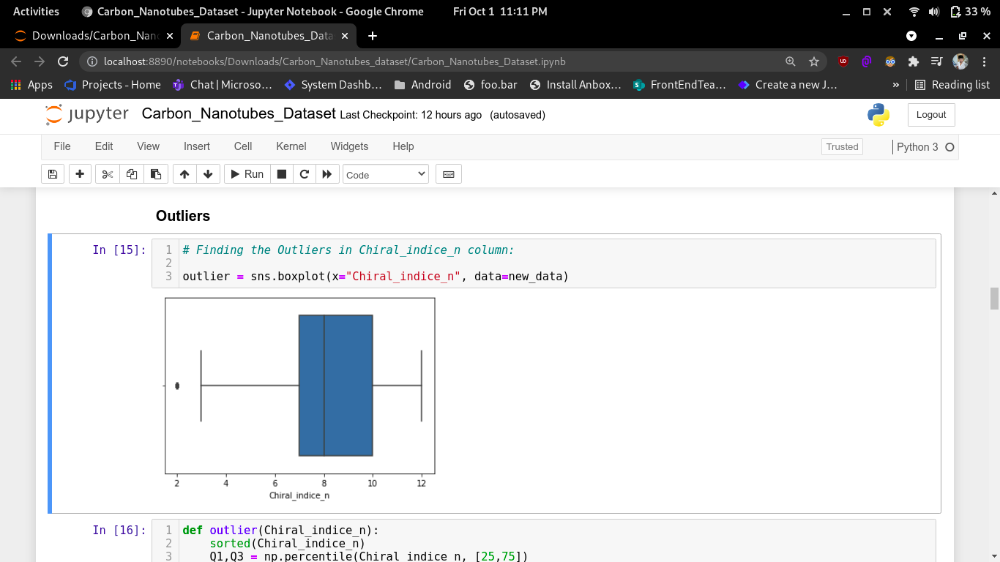 Activities Carbon_Nanotubes_Dataset - Jupyter Notebook - Google Chrome Fri Oct 1 11:11 PM 33 %
Downloads/Carbon_Nan Carbon_Nanotubes_Data
localhost:8890/notebooks/Downloads/Carbon_Nanotubes_dataset/Carbon_Nanotubes_Dataset.ipynb
Apps Projects - Home Chat | Microso... System Dashb... Android foo.bar Install Anbox... FrontEndTea... Create a new J... » Reading list
jupyter Carbon_Nanotubes_Dataset Last Checkpoint: 12 hours ago (autosaved) Logout
File Edit View Insert Cell Kernel Widgets Help Trusted Python 3
Run Code
Outliers
In [15]: 1 # Finding the Outliers in Chiral_indice_n column:
2
3 outlier = sns.boxplot(x="Chiral_indice_n", data=new_data)
2 4 6 8 10 12
Chiral_indice_n
In [16]: 1 def outlier(Chiral_indice_n):
2 sorted(Chiral_indice_n)
3 Q1,Q3 = np.percentile(Chiral_indice_n, [25,75])